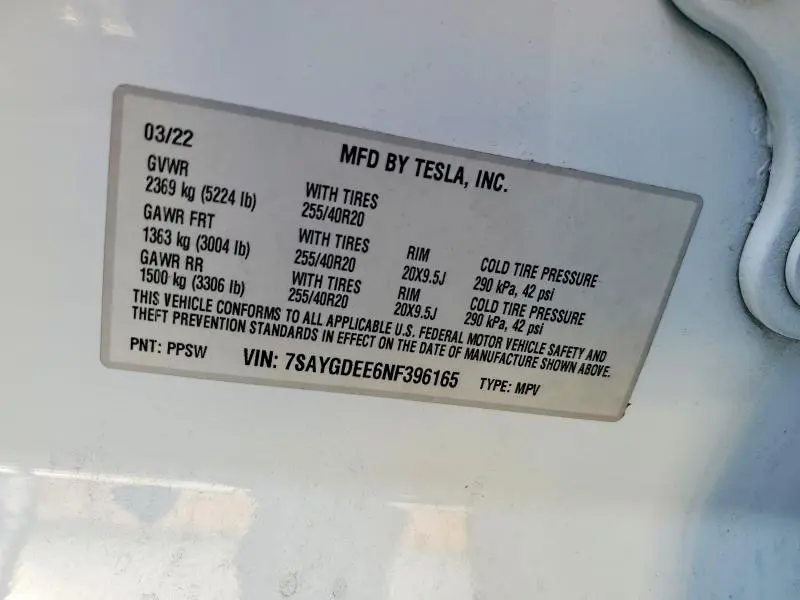 03/22
MFD BY TESLA, INC.
GVWR
2369 kg (5224 lb) WITH TIRES 255/40R20
GAWR FRT
1363 kg (3004 lb) WITH TIRES 255/40R20 RIM 20X9.5J COLD TIRE PRESSURE 290 kPa, 42 psi
GAWR RR
1500 kg (3306 lb) WITH TIRES 255/40R20 RIM 20X9.5J COLD TIRE PRESSURE 290 kPa, 42 psi
THIS VEHICLE CONFORMS TO ALL APPLICABLE U.S. FEDERAL MOTOR VEHICLE SAFETY AND
THEFT PREVENTION STANDARDS IN EFFECT ON THE DATE OF MANUFACTURE SHOWN ABOVE.
PNT: PPSW VIN: 7SAYGDEE6NF396165 TYPE: MPV